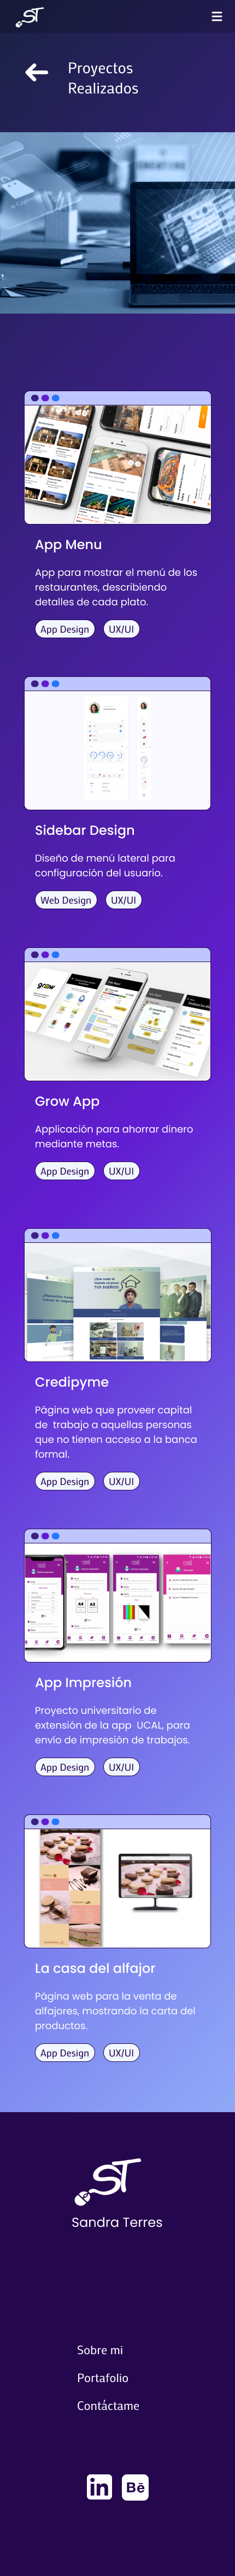 ST
Proyectos
Realizados
App Menu
App para mostrar el menú de los
restaurantes, describiendo
detalles de cada plato.
App Design
UX/UI
Sidebar Design
Diseño de menú lateral para
configuración del usuario.
Web Design
UX/UI
grow
Grow App
Applicación para ahorrar dinero
mediante metas.
App Design
UX/UI
Credipyme
Página web que proveer capital
de trabajo a aquellas personas
que no tienen acceso a la banca
formal.
App Design
UX/UI
A4
A3
App Impresión
Proyecto universitario de
extensión de la app UCAL, para
envío de impresión de trabajos.
App Design
UX/UI
La casa del alfajor
Página web para la venta de
alfajores, mostrando la carta del
productos.
App Design
UX/UI
ST
Sandra Terres
Sobre mi
Portafolio
Contáctame
in
Bē